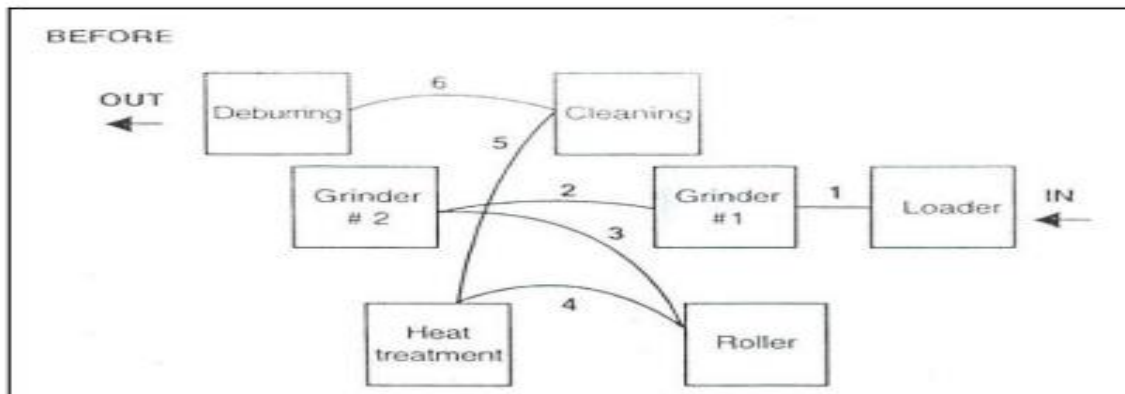 BEFORE
OUT
Deburring
6
Cleaning
5
Grinder
# 2
2
Grinder
#1
1
Loader
IN
3
4
Heat
treatment
Roller